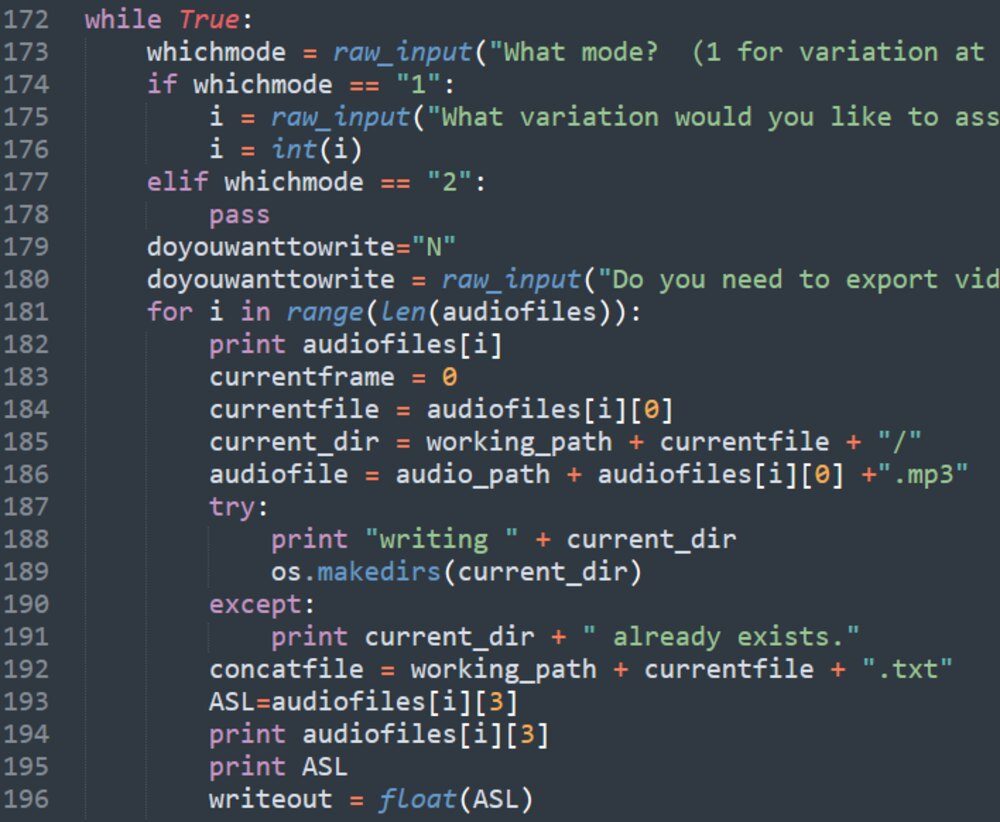 172 while True:
173     whichmode = raw_input("What mode?  (1 for variation at
174     if whichmode == "1":
175         i = raw_input("What variation would you like to ass
176         i = int(i)
177     elif whichmode == "2":
178         pass
179     doyouwanttowrite="N"
180     doyouwanttowrite = raw_input("Do you need to export vid
181     for i in range(len(audiofiles)):
182         print audiofiles[i]
183         currentframe = 0
184         currentfile = audiofiles[i][0]
185         current_dir = working_path + currentfile + "/"
186         audiofile = audio_path + audiofiles[i][0] +".mp3"
187         try:
188             print "writing " + current_dir
189             os.makedirs(current_dir)
190         except:
191             print current_dir + " already exists."
192         concatfile = working_path + currentfile + ".txt"
193         ASL=audiofiles[i][3]
194         print audiofiles[i][3]
195         print ASL
196         writeout = float(ASL)